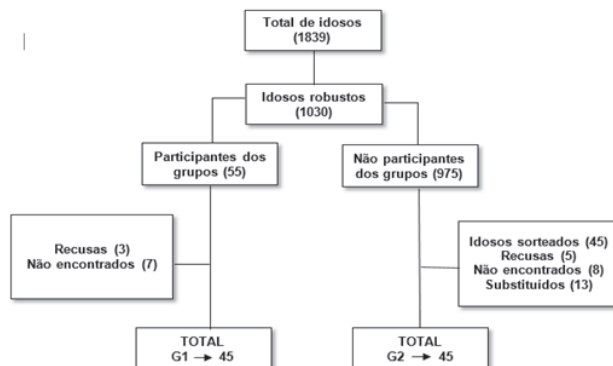 Total de idosos
(1839)
Idosos robustos
(1030)
Participantes dos
grupos (55)
Não participantes
dos grupos (975)
Recusas (3)
Não encontrados (7)
Idosos sorteados (45)
Recusas (5)
Não encontrados (8)
Substituídos (13)
TOTAL
G1 → 45
TOTAL
G2 → 45